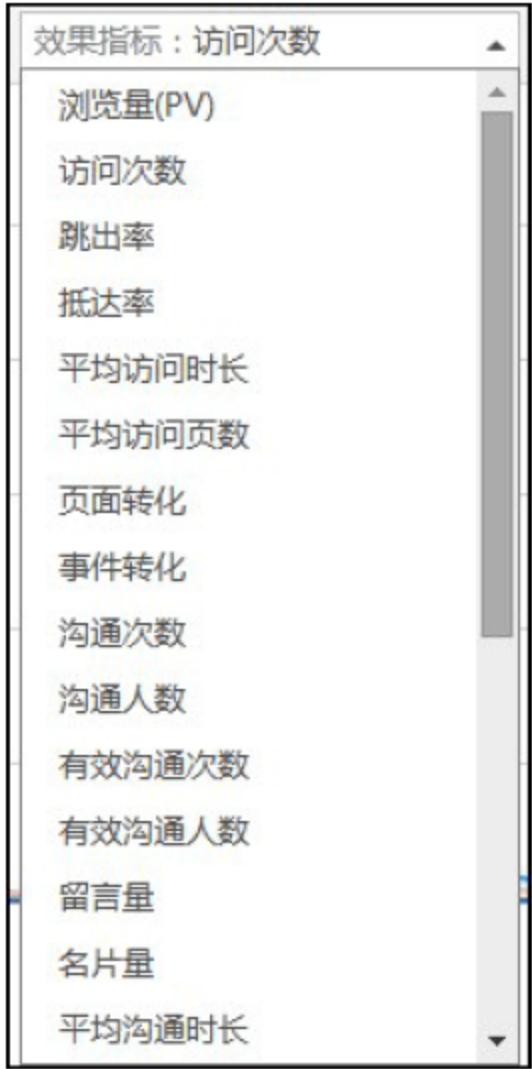 效果指标：访问次数
浏览量(PV)
访问次数
跳出率
抵达率
平均访问时长
平均访问页数
页面转化
事件转化
沟通次数
沟通人数
有效沟通次数
有效沟通人数
留言量
名片量
平均沟通时长